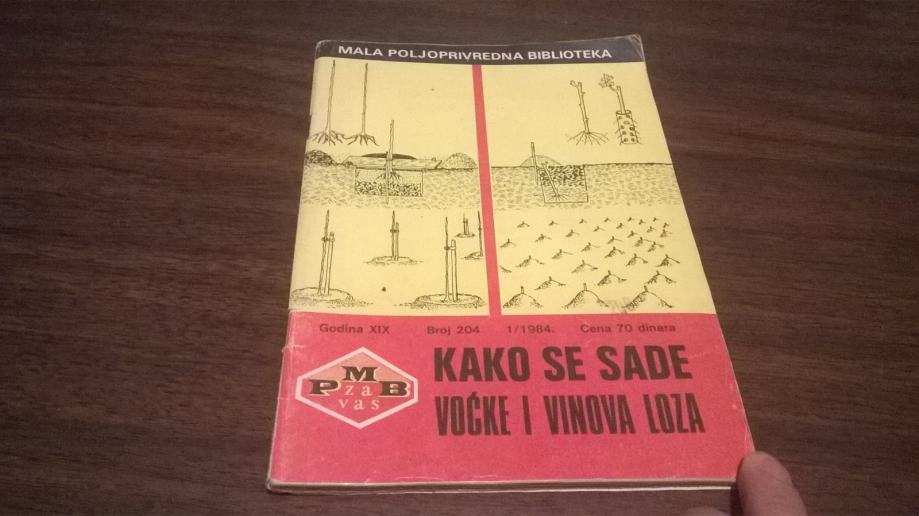 MALA POLJOPRIVREDNA BIBLIOTEKA
Godina XIX Broj 204 1/1984. Cena 70 dinara
M
P za B
vas
KAKO SE SADE
VOĆKE I VINOVA LOZA